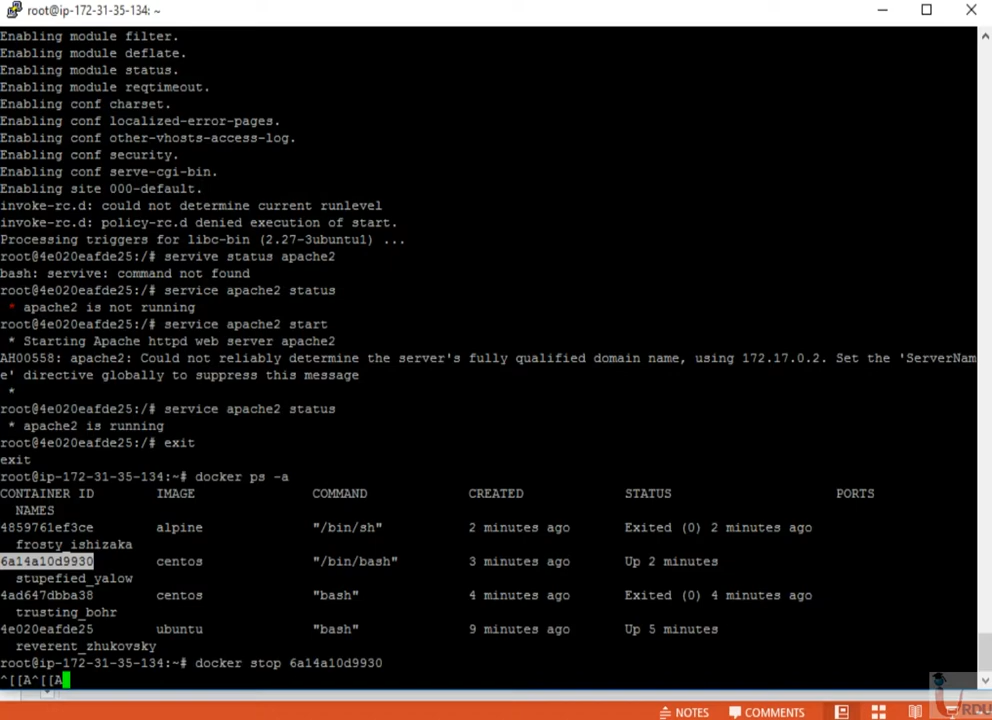 root@ip-172-31-35-134: ~
Enabling module filter.
Enabling module deflate.
Enabling module status.
Enabling module reqtimeout.
Enabling conf charset.
Enabling conf localized-error-pages.
Enabling conf other-vhosts-access-log.
Enabling conf security.
Enabling conf serve-cgi-bin.
Enabling site 000-default.
invoke-rc.d: could not determine current runlevel
invoke-rc.d: policy-rc.d denied execution of start.
Processing triggers for libc-bin (2.27-3ubuntu1) ...
root@4e020eafde25:/# servive status apache2
bash: servive: command not found
root@4e020eafde25:/# service apache2 status
* apache2 is not running
root@4e020eafde25:/# service apache2 start
* Starting Apache httpd web server apache2
AH00558: apache2: Could not reliably determine the server's fully qualified domain name, using 172.17.0.2. Set the 'ServerNam
e' directive globally to suppress this message
*
root@4e020eafde25:/# service apache2 status
* apache2 is running
root@4e020eafde25:/# exit
exit
root@ip-172-31-35-134:~# docker ps -a
CONTAINER ID IMAGE COMMAND CREATED STATUS PORTS
NAMES
4859761ef3ce alpine "/bin/sh" 2 minutes ago Exited (0) 2 minutes ago
frosty_ishizaka
6a14a10d9930 centos "/bin/bash" 3 minutes ago Up 2 minutes
stupefied_yalow
4ad647dbba38 centos "bash" 4 minutes ago Exited (0) 4 minutes ago
trusting_bohr
4e020eafde25 ubuntu "bash" 9 minutes ago Up 5 minutes
reverent_zhukovsky
root@ip-172-31-35-134:~# docker stop 6a14a10d9930
^[[A^[[A
NOTES COMMENTS